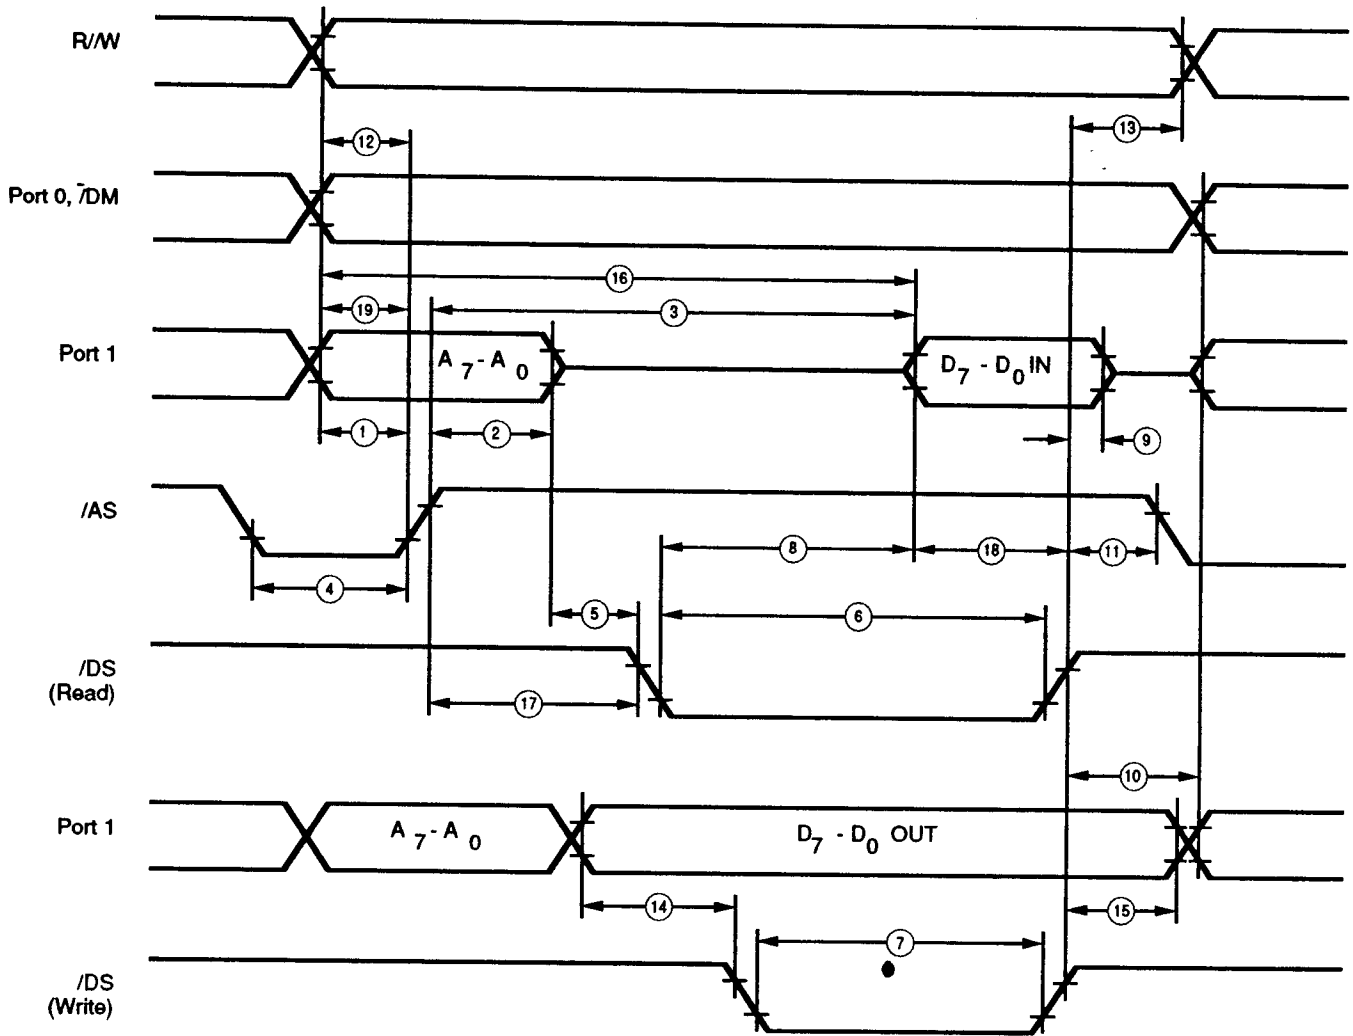 R//W
13
12
Port 0, /DM
16
19
3
Port 1
A7-A0
D7-D0 IN
1
2
9
/AS
8
18
11
4
5
6
/DS
(Read)
17
10
Port 1
A7-A0
D7-D0 OUT
14
15
7
/DS
(Write)